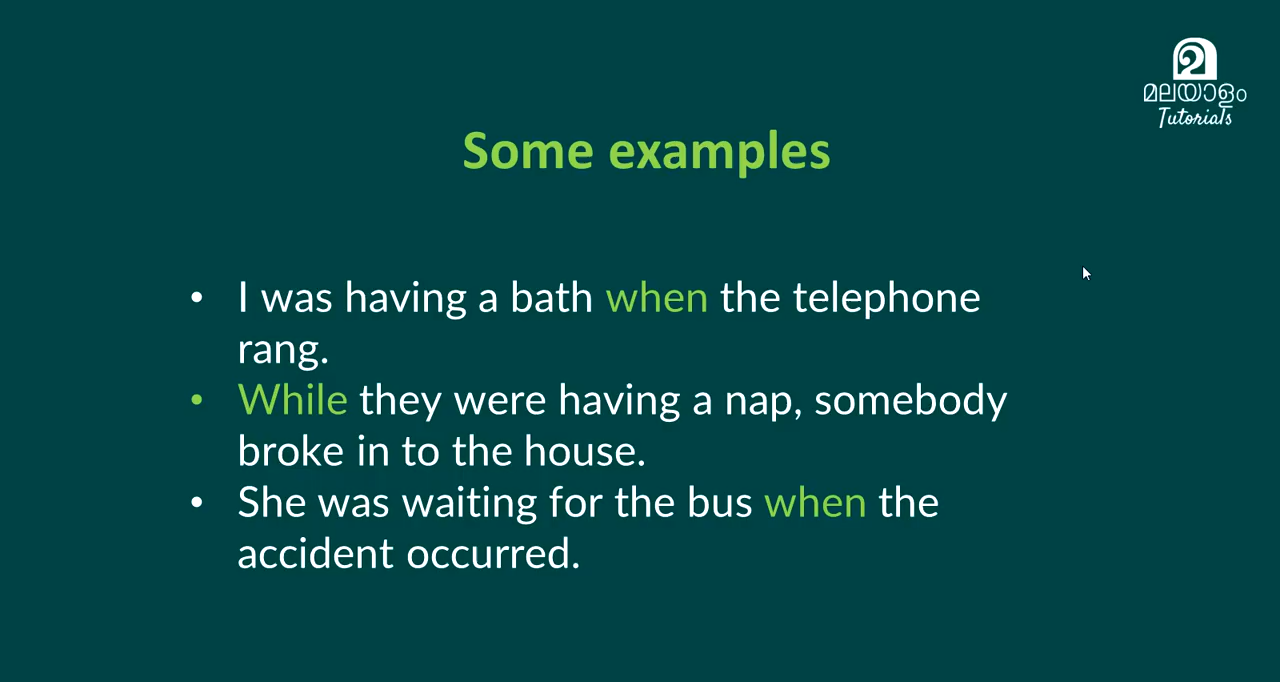 മലയാളം
Tutorials
Some examples
• I was having a bath when the telephone
rang.
• While they were having a nap, somebody
broke in to the house.
• She was waiting for the bus when the
accident occurred.